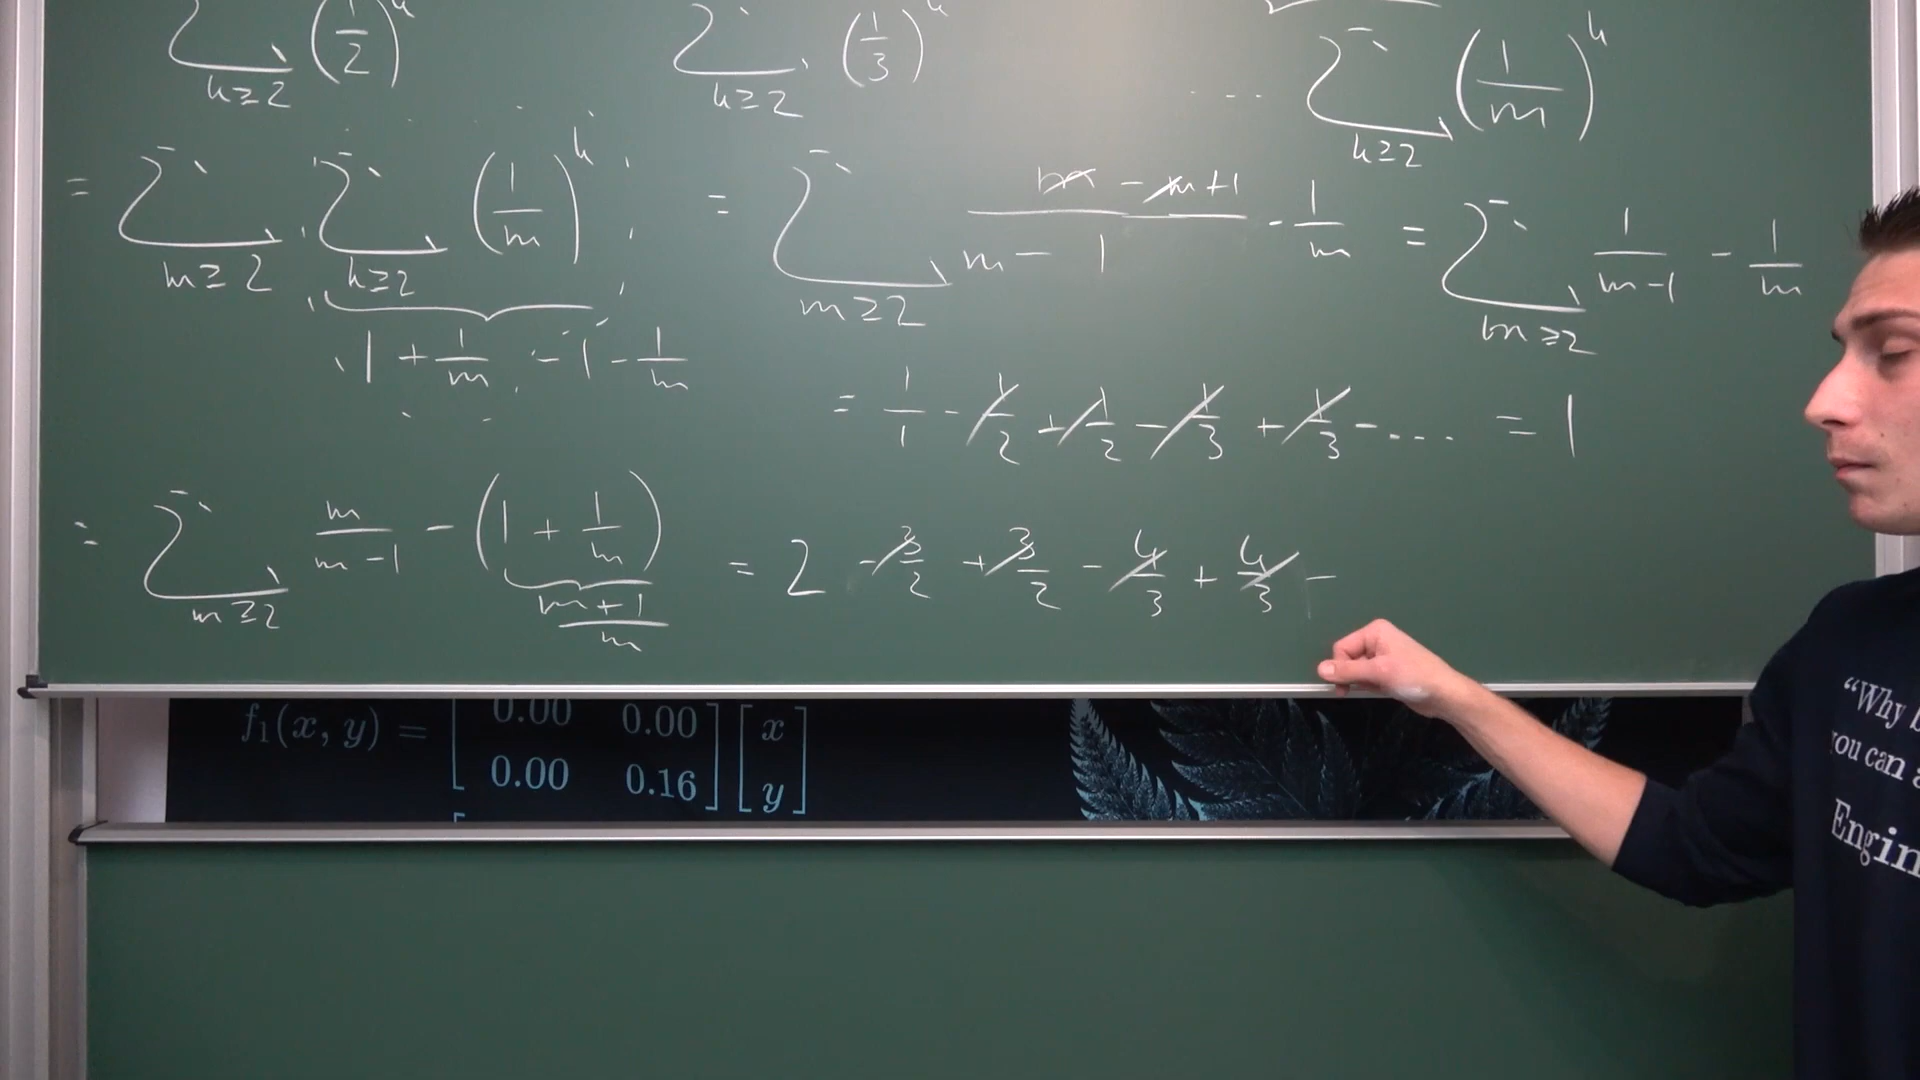 ∑_{k≥2} (1/2)^k ∑_{k≥2} (1/3)^k ... ∑_{k≥2} (1/m)^k
= ∑_{m≥2} ∑_{k≥2} (1/m)^k = ∑_{m≥2} (m - m + 1)/(m - 1) - 1/m = ∑_{m≥2} 1/(m-1) - 1/m
1 + 1/m - 1 - 1/m
= 1/1 - 1/2 + 1/2 - 1/3 + 1/3 - .... = 1
= ∑_{m≥2} m/(m-1) - (1 + 1/m) = 2 - 3/2 + 3/2 - 4/3 + 4/3 -
(m+1)/m
f₁(x, y) = [0.00 0.00; 0.00 0.16] [x; y]
“Why
you can
Engin